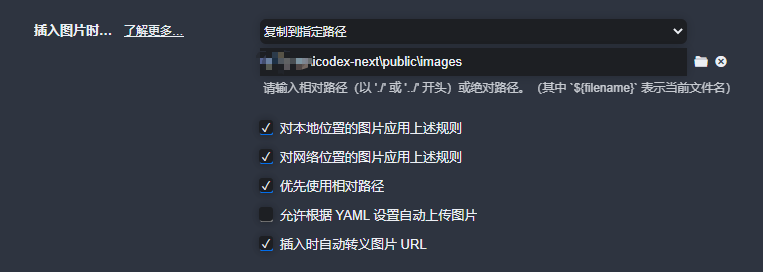 插入图片时… 了解更多… 复制到指定路径
icodex-next\public\images
请输入相对路径（以 './' 或 '../' 开头）或绝对路径。（其中 `${filename}` 表示当前文件名）
对本地位置的图片应用上述规则
对网络位置的图片应用上述规则
优先使用相对路径
允许根据 YAML 设置自动上传图片
插入时自动转义图片 URL